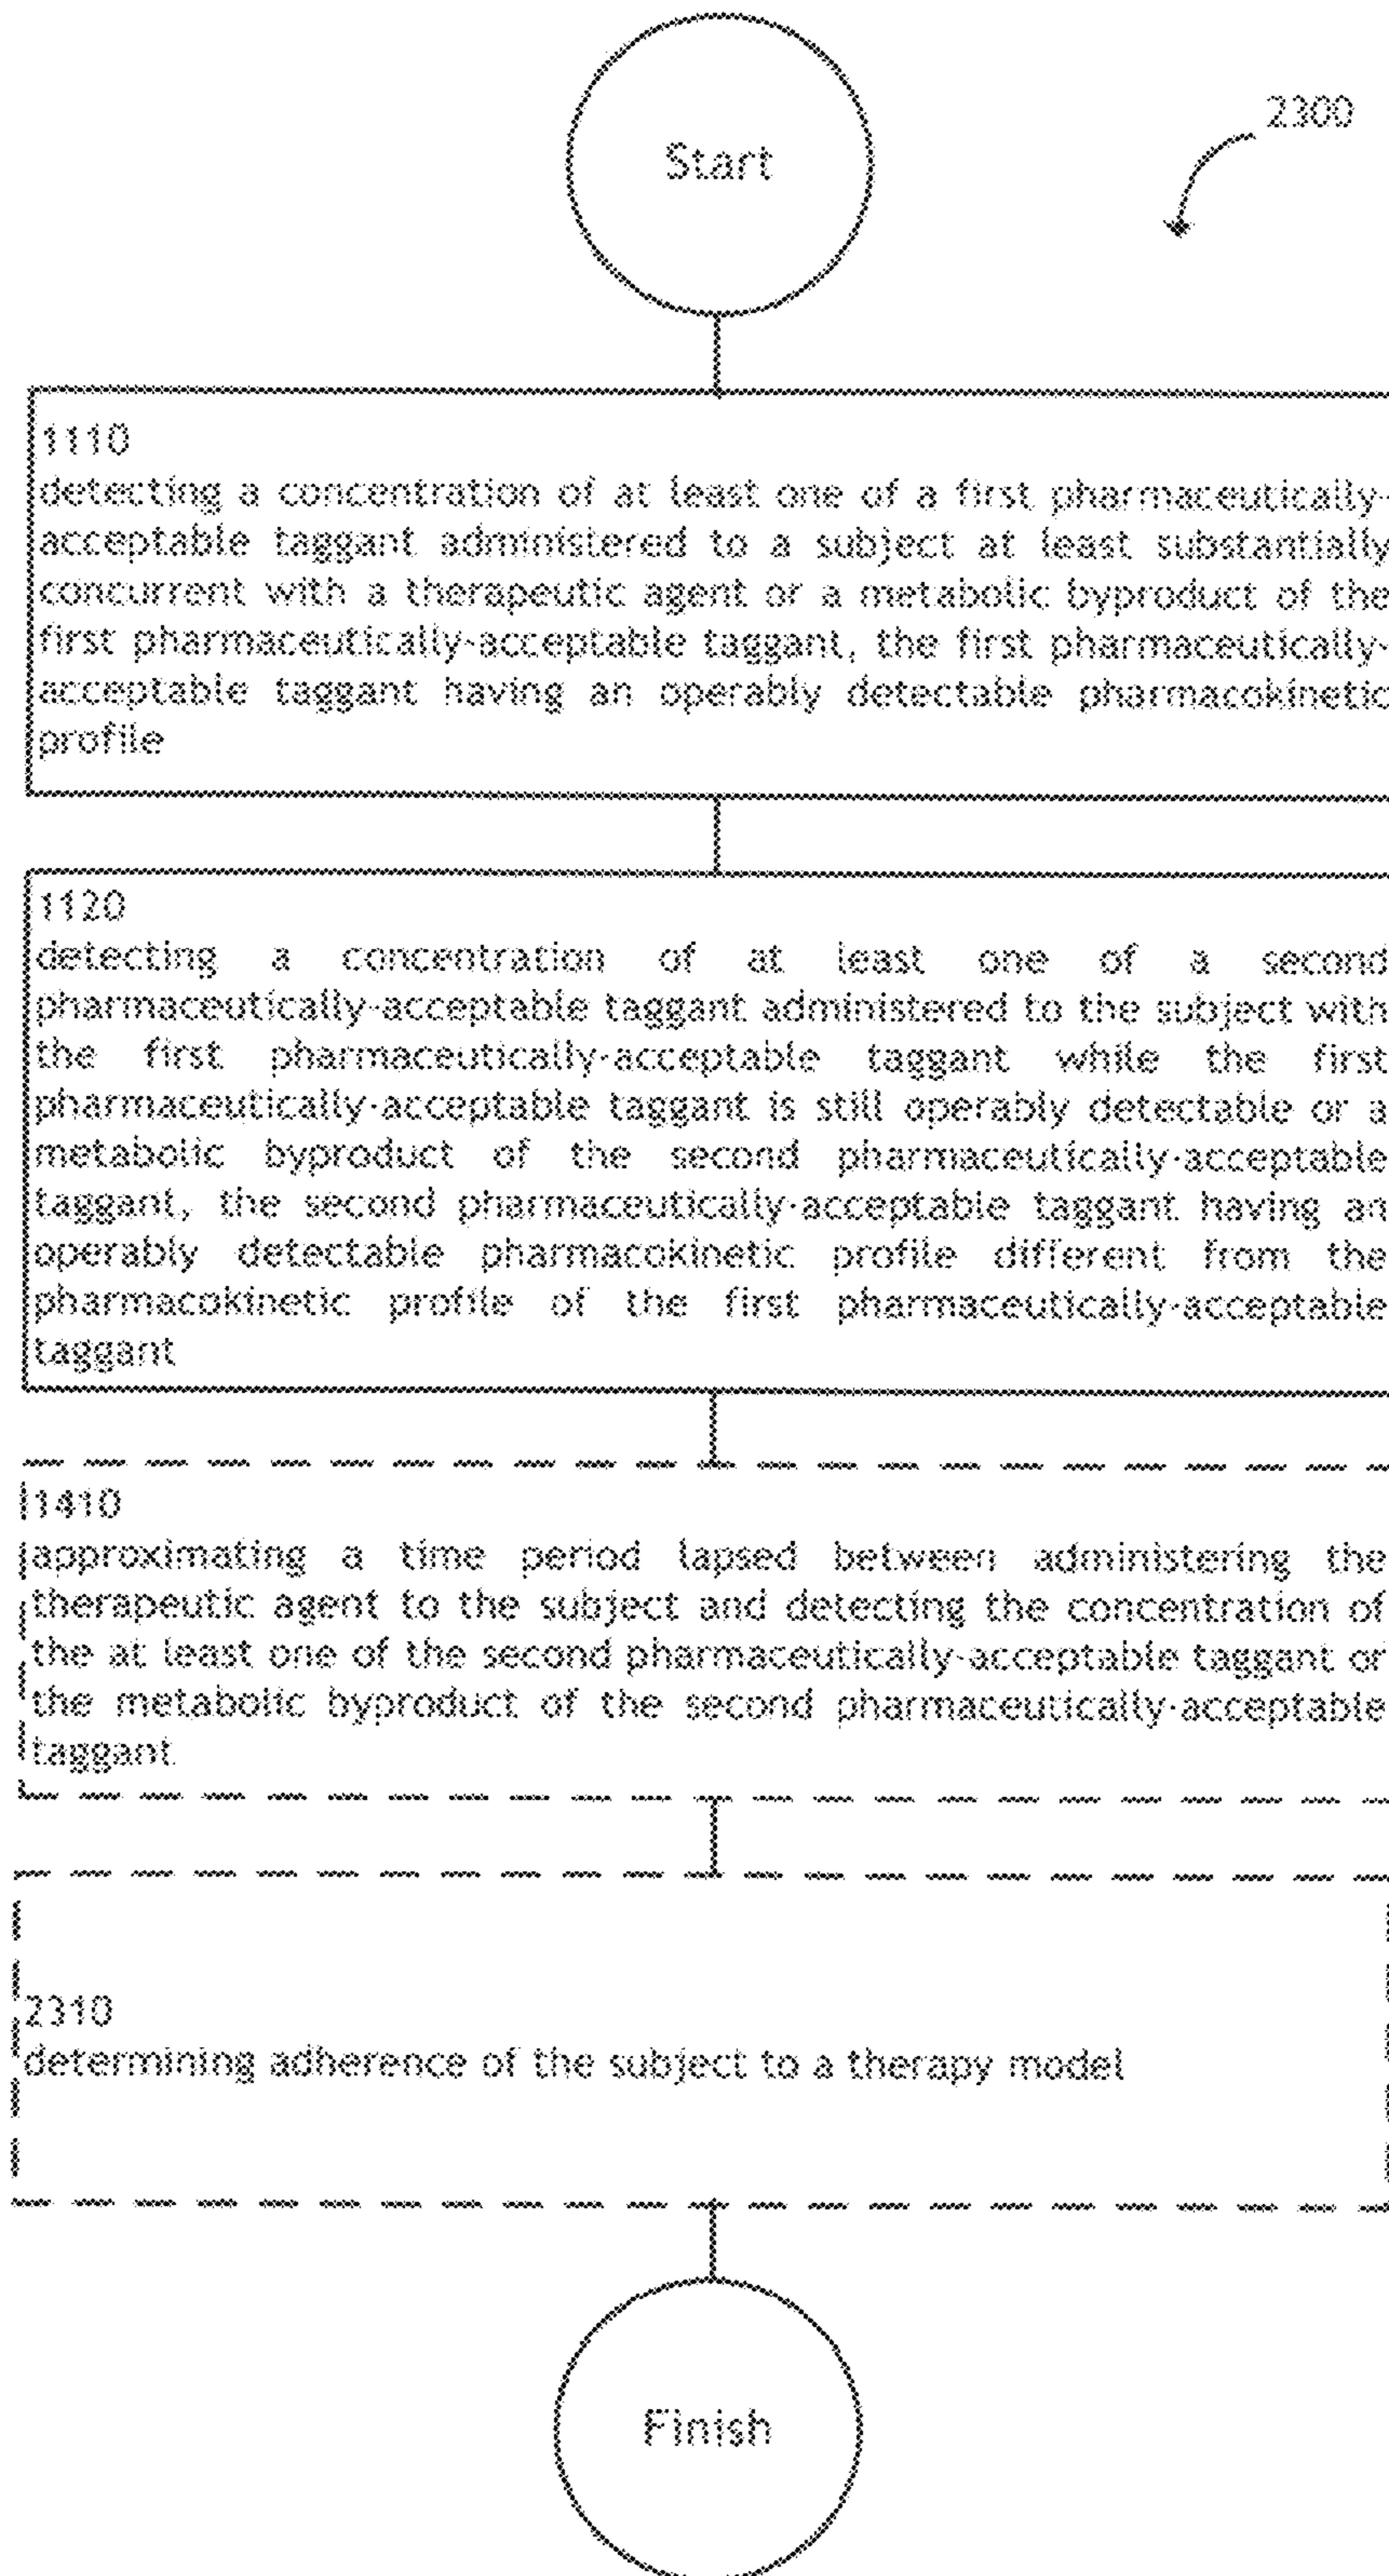 Start
2300
1110
detecting a concentration of at least one of a first pharmaceutically-
acceptable taggant administered to a subject at least substantially
concurrent with a therapeutic agent or a metabolic byproduct of the
first pharmaceutically-acceptable taggant, the first pharmaceutically-
acceptable taggant having an operably detectable pharmacokinetic
profile
1120
detecting a concentration of at least one of a second
pharmaceutically-acceptable taggant administered to the subject with
the first pharmaceutically-acceptable taggant while the first
pharmaceutically-acceptable taggant is still operably detectable or a
metabolic byproduct of the second pharmaceutically-acceptable
taggant, the second pharmaceutically-acceptable taggant having an
operably detectable pharmacokinetic profile different from the
pharmacokinetic profile of the first pharmaceutically-acceptable
taggant
1410
approximating a time period lapsed between administering the
therapeutic agent to the subject and detecting the concentration of
the at least one of the second pharmaceutically-acceptable taggant or
the metabolic byproduct of the second pharmaceutically-acceptable
taggant
2310
determining adherence of the subject to a therapy model
Finish